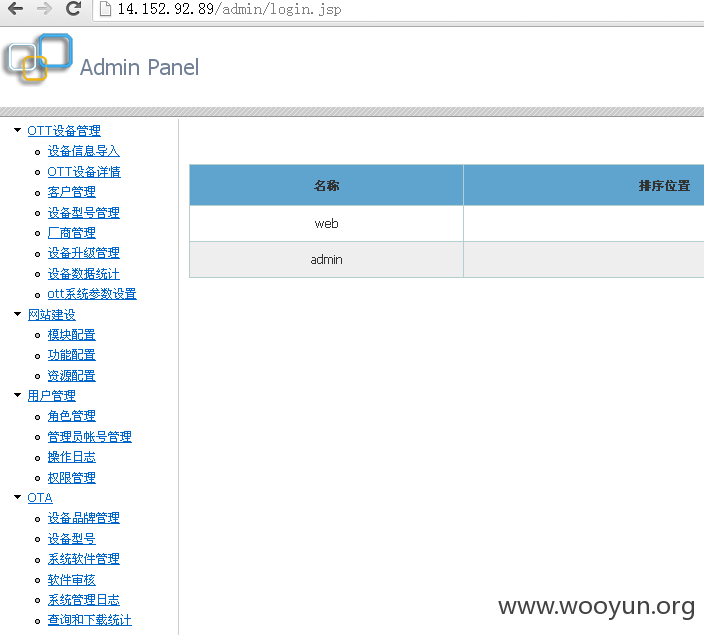 14.152.92.89/admin/login.jsp
Admin Panel
OTT设备管理
设备信息导入
OTT设备详情
客户管理
设备型号管理
厂商管理
设备升级管理
设备数据统计
ott系统参数设置
网站建设
模块配置
功能配置
资源配置
用户管理
角色管理
管理员帐号管理
操作日志
权限管理
OTA
设备品牌管理
设备型号
系统软件管理
软件审核
系统管理日志
查询和下载统计
名称 排序位置
web
admin
www.wooyun.org